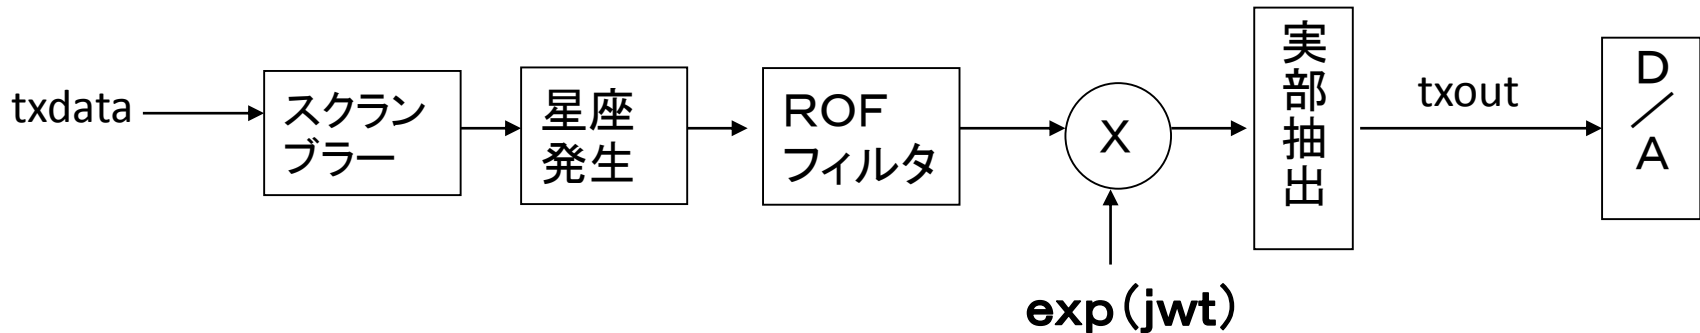 txdata
スクラン
ブラー
星座
発生
ＲＯＦ
フィルタ
X
exp(jwt)
実
部
抽
出
txout
D
／
A